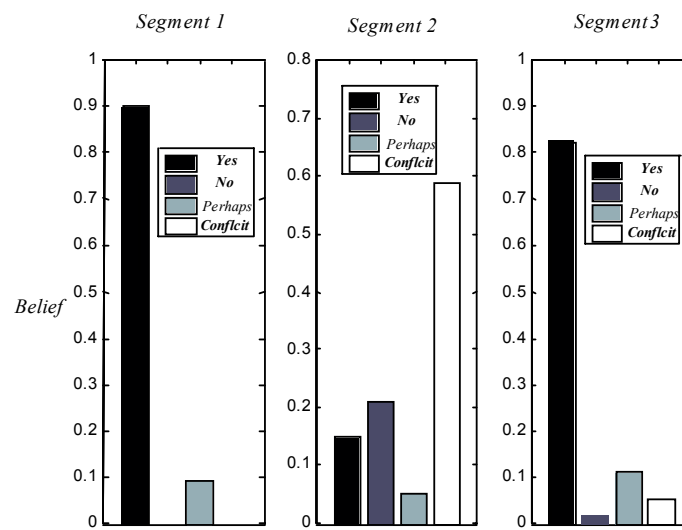 Segment 1
Segment 2
Segment 3
Belief
1
0.9
0.8
0.7
0.6
0.5
0.4
0.3
0.2
0.1
0
Yes
No
Perhaps
Conflcit
0.8
0.7
0.6
0.5
0.4
0.3
0.2
0.1
0
Yes
No
Perhaps
Conflcit
1
0.9
0.8
0.7
0.6
0.5
0.4
0.3
0.2
0.1
0
Yes
No
Perhaps
Conflcit